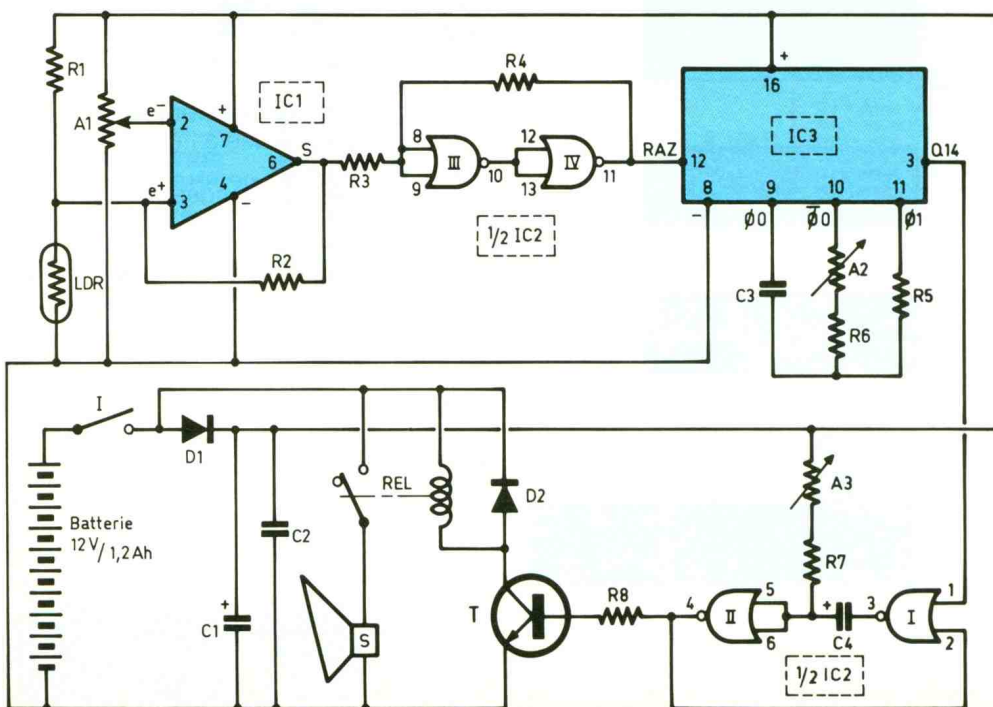 R1
A1
e−
2
+
7
IC1
6
S
4
−
e+
3
R2
LDR
R3
R4
8
9
III
10
12
13
IV
11
1/2 IC2
RAZ
12
+
16
IC3
3
Q14
8
9
10
11
−
ø0
ø̅0
ø1
C3
A2
R6
R5
I
D1
Batterie
12V/1,2Ah
C1
+
C2
REL
S
D2
T
R8
4
II
5
6
A3
R7
+
C4
3
I
1
2
1/2 IC2